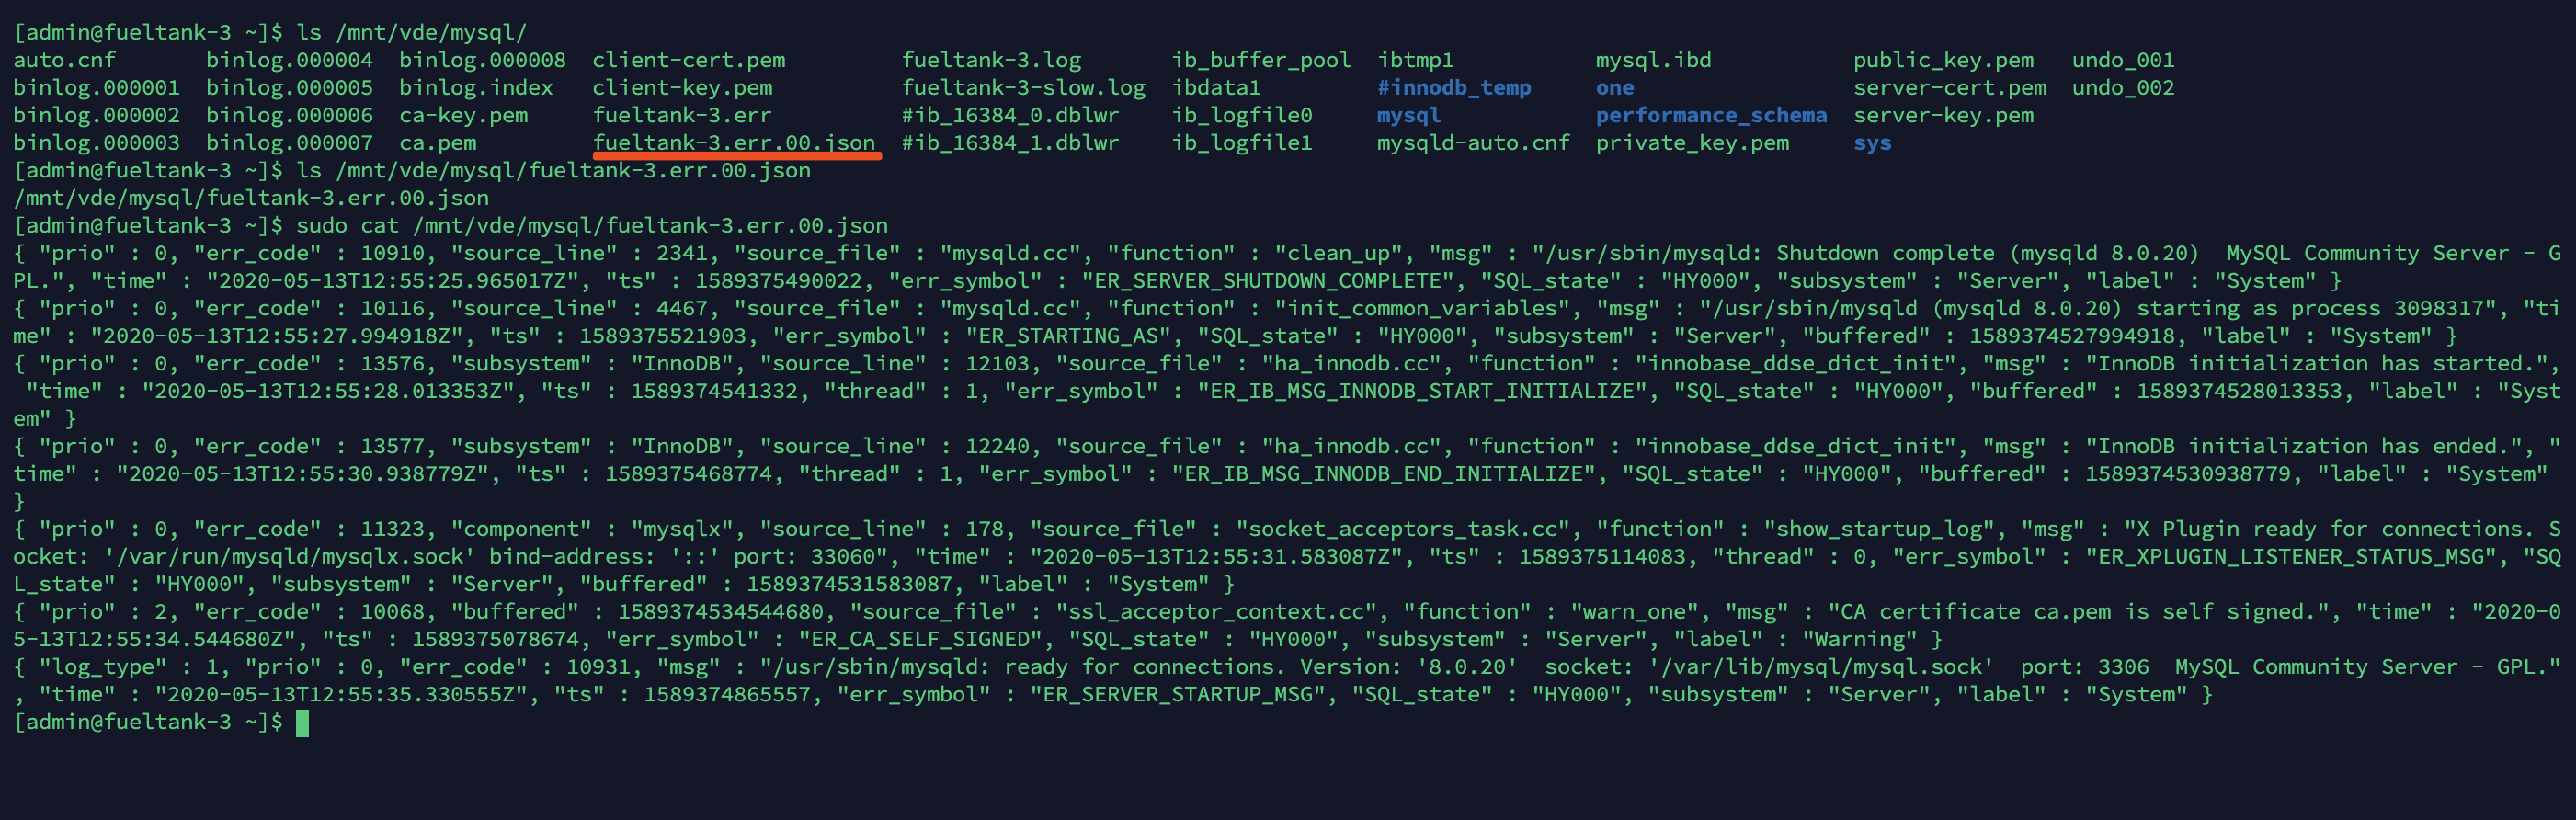 [admin@fueltank-3 ~]$ ls /mnt/vde/mysql/
auto.cnf       binlog.000004  binlog.000008  client-cert.pem         fueltank-3.log       ib_buffer_pool  ibtmp1           mysql.ibd           public_key.pem   undo_001
binlog.000001  binlog.000005  binlog.index   client-key.pem          fueltank-3-slow.log  ibdata1         #innodb_temp     one                 server-cert.pem  undo_002
binlog.000002  binlog.000006  ca-key.pem     fueltank-3.err          #ib_16384_0.dblwr    ib_logfile0     mysql            performance_schema  server-key.pem
binlog.000003  binlog.000007  ca.pem         fueltank-3.err.00.json  #ib_16384_1.dblwr    ib_logfile1     mysqld-auto.cnf  private_key.pem     sys
[admin@fueltank-3 ~]$ ls /mnt/vde/mysql/fueltank-3.err.00.json
/mnt/vde/mysql/fueltank-3.err.00.json
[admin@fueltank-3 ~]$ sudo cat /mnt/vde/mysql/fueltank-3.err.00.json
{ "prio" : 0, "err_code" : 10910, "source_line" : 2341, "source_file" : "mysqld.cc", "function" : "clean_up", "msg" : "/usr/sbin/mysqld: Shutdown complete (mysqld 8.0.20)  MySQL Community Server - G
PL.", "time" : "2020-05-13T12:55:25.965017Z", "ts" : 1589375490022, "err_symbol" : "ER_SERVER_SHUTDOWN_COMPLETE", "SQL_state" : "HY000", "subsystem" : "Server", "label" : "System" }
{ "prio" : 0, "err_code" : 10116, "source_line" : 4467, "source_file" : "mysqld.cc", "function" : "init_common_variables", "msg" : "/usr/sbin/mysqld (mysqld 8.0.20) starting as process 3098317", "ti
me" : "2020-05-13T12:55:27.994918Z", "ts" : 1589375521903, "err_symbol" : "ER_STARTING_AS", "SQL_state" : "HY000", "subsystem" : "Server", "buffered" : 1589374527994918, "label" : "System" }
{ "prio" : 0, "err_code" : 13576, "subsystem" : "InnoDB", "source_line" : 12103, "source_file" : "ha_innodb.cc", "function" : "innobase_ddse_dict_init", "msg" : "InnoDB initialization has started.",
 "time" : "2020-05-13T12:55:28.013353Z", "ts" : 1589374541332, "thread" : 1, "err_symbol" : "ER_IB_MSG_INNODB_START_INITIALIZE", "SQL_state" : "HY000", "buffered" : 1589374528013353, "label" : "Syst
em" }
{ "prio" : 0, "err_code" : 13577, "subsystem" : "InnoDB", "source_line" : 12240, "source_file" : "ha_innodb.cc", "function" : "innobase_ddse_dict_init", "msg" : "InnoDB initialization has ended.", "
time" : "2020-05-13T12:55:30.938779Z", "ts" : 1589375468774, "thread" : 1, "err_symbol" : "ER_IB_MSG_INNODB_END_INITIALIZE", "SQL_state" : "HY000", "buffered" : 1589374530938779, "label" : "System"
}
{ "prio" : 0, "err_code" : 11323, "component" : "mysqlx", "source_line" : 178, "source_file" : "socket_acceptors_task.cc", "function" : "show_startup_log", "msg" : "X Plugin ready for connections. S
ocket: '/var/run/mysqld/mysqlx.sock' bind-address: '::' port: 33060", "time" : "2020-05-13T12:55:31.583087Z", "ts" : 1589375114083, "thread" : 0, "err_symbol" : "ER_XPLUGIN_LISTENER_STATUS_MSG", "SQ
L_state" : "HY000", "subsystem" : "Server", "buffered" : 1589374531583087, "label" : "System" }
{ "prio" : 2, "err_code" : 10068, "buffered" : 1589374534544680, "source_file" : "ssl_acceptor_context.cc", "function" : "warn_one", "msg" : "CA certificate ca.pem is self signed.", "time" : "2020-0
5-13T12:55:34.544680Z", "ts" : 1589375078674, "err_symbol" : "ER_CA_SELF_SIGNED", "SQL_state" : "HY000", "subsystem" : "Server", "label" : "Warning" }
{ "log_type" : 1, "prio" : 0, "err_code" : 10931, "msg" : "/usr/sbin/mysqld: ready for connections. Version: '8.0.20'  socket: '/var/lib/mysql/mysql.sock'  port: 3306  MySQL Community Server - GPL."
, "time" : "2020-05-13T12:55:35.330555Z", "ts" : 1589374865557, "err_symbol" : "ER_SERVER_STARTUP_MSG", "SQL_state" : "HY000", "subsystem" : "Server", "label" : "System" }
[admin@fueltank-3 ~]$